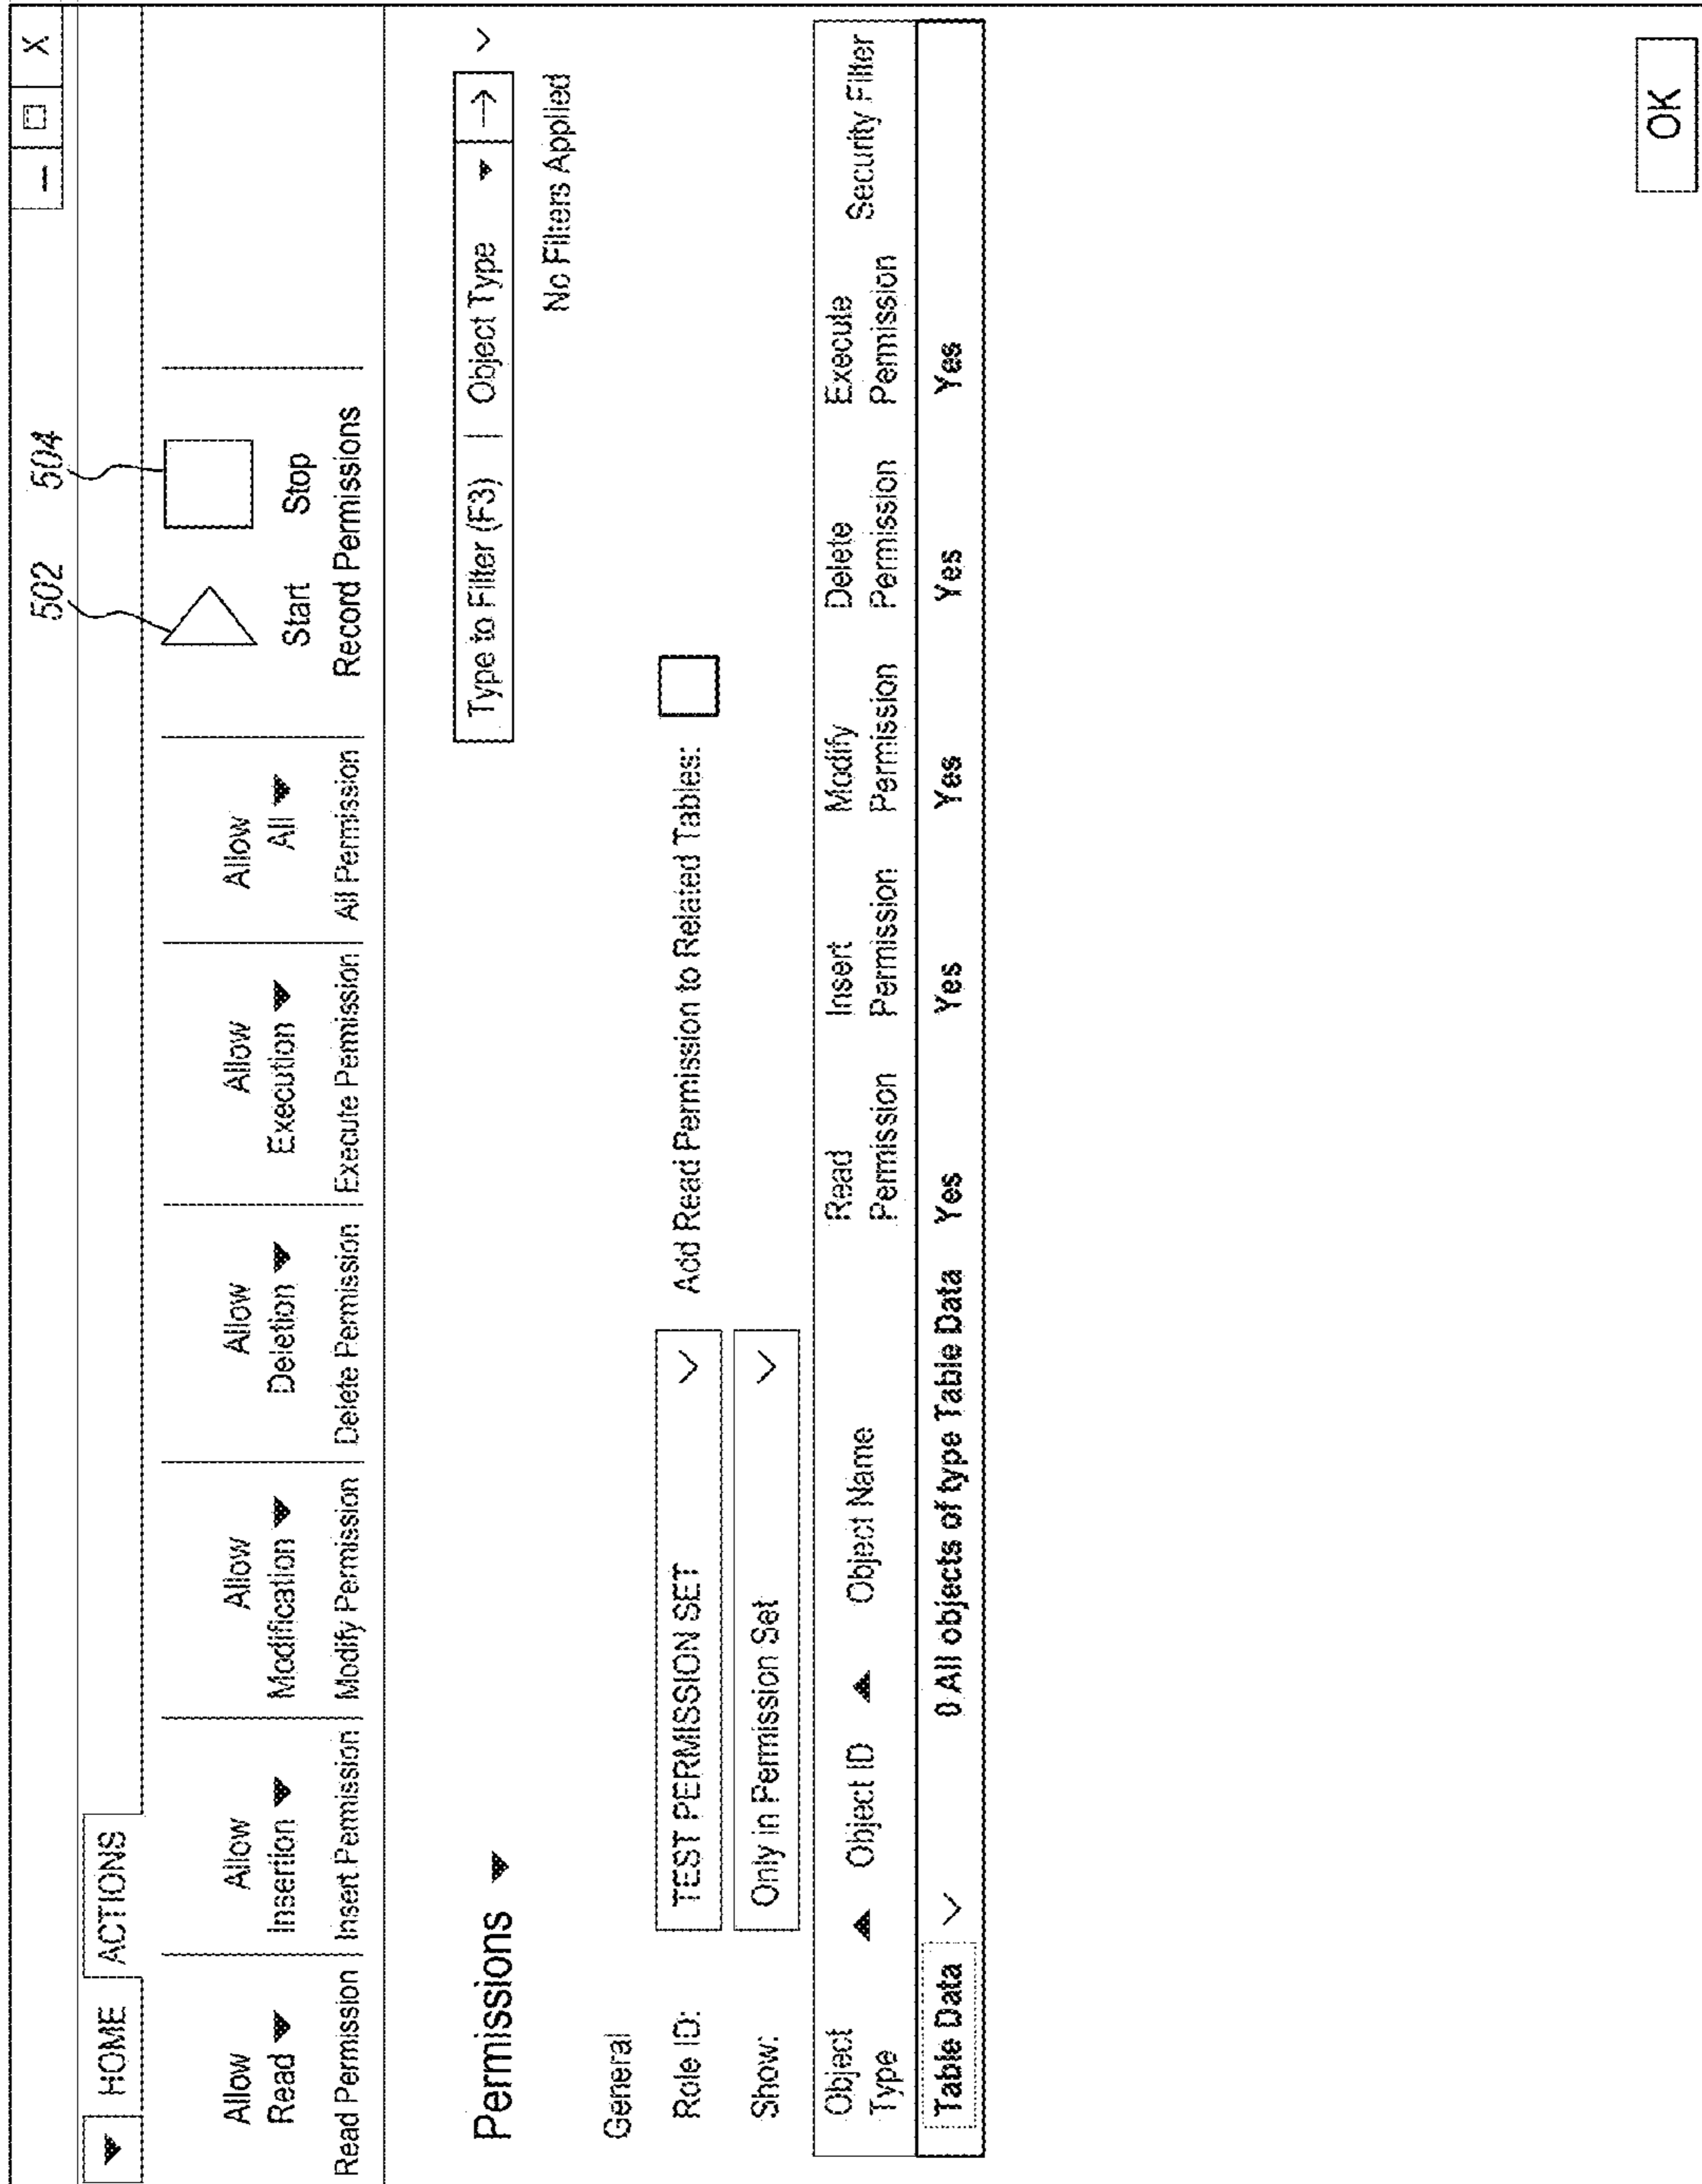 — □ X
HOME ACTIONS
502 504
Allow Allow Allow Allow Allow Allow
Read Insertion Modification Deletion Execution All Start Stop
Read Permission Insert Permission Modify Permission Delete Permission Execute Permission All Permission Record Permissions
Permissions Type to Filter (F3) | Object Type →
No Filters Applied
General
Role ID: TEST PERMISSION SET Add Read Permission to Related Tables:
Show: Only in Permission Set
Object Read Insert Modify Delete Execute
Type Object ID Object Name Permission Permission Permission Permission Permission Security Filter
Table Data 0 All objects of type Table Data Yes Yes Yes Yes Yes
OK